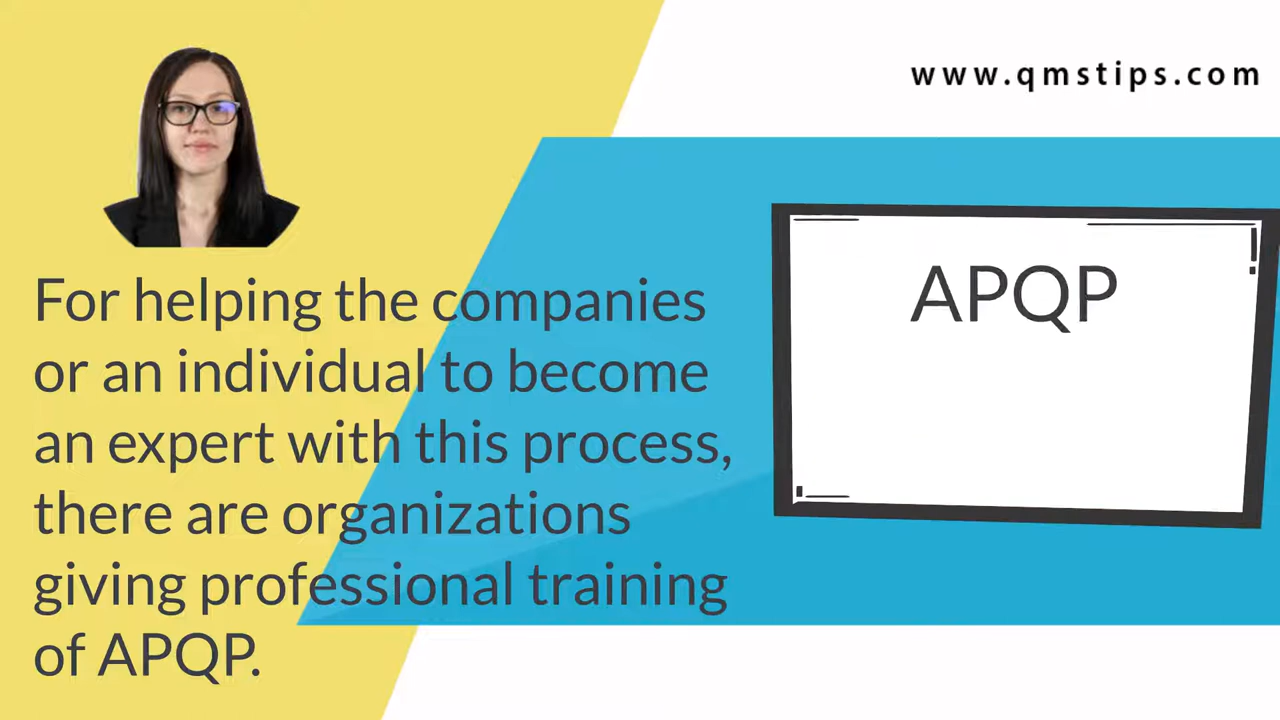 www.qmstips.com
APQP
For helping the companies
or an individual to become
an expert with this process,
there are organizations
giving professional training
of APQP.